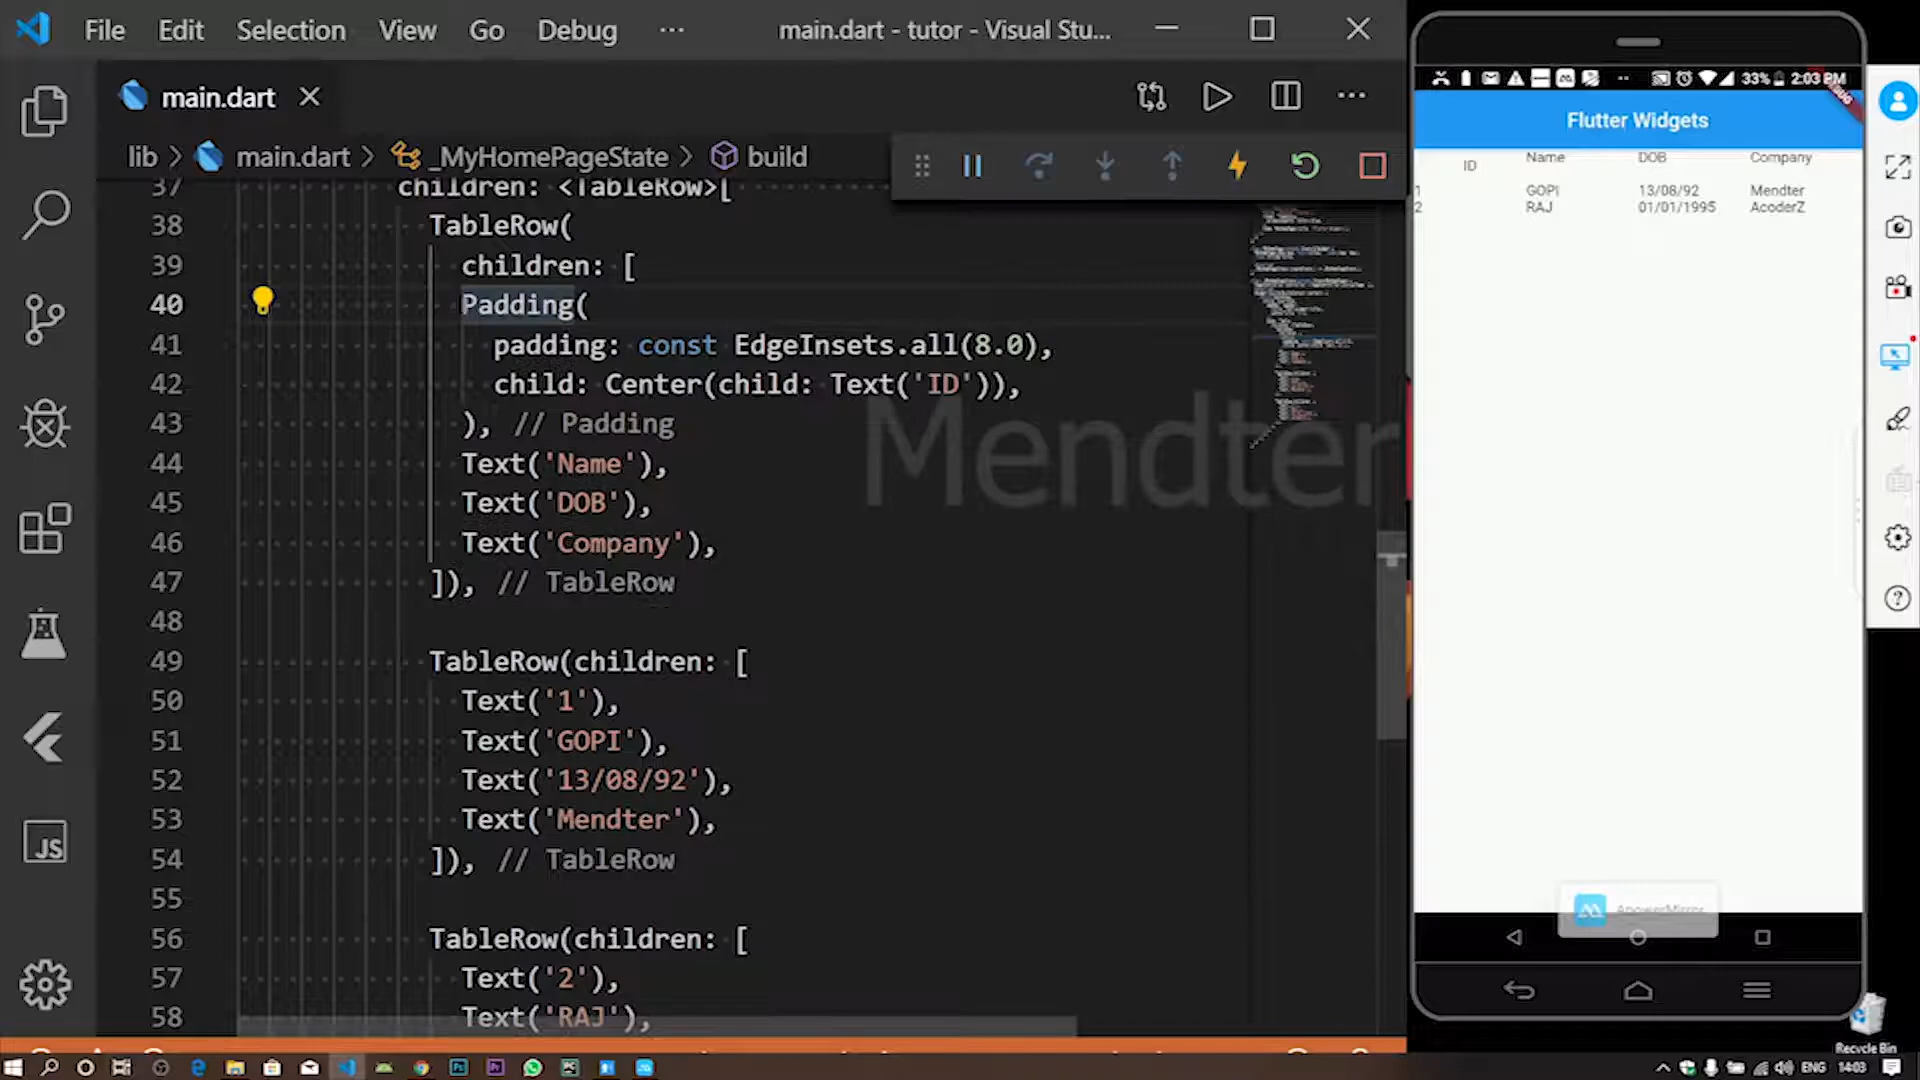 File Edit Selection View Go Debug ··· main.dart - tutor - Visual Stu...
main.dart
lib > main.dart > _MyHomePageState > build
37 children: <TableRow>[
38 TableRow(
39 children: [
40 Padding(
41 padding: const EdgeInsets.all(8.0),
42 child: Center(child: Text('ID')),
43 ), // Padding
44 Text('Name'),
45 Text('DOB'),
46 Text('Company'),
47 ]), // TableRow
48
49 TableRow(children: [
50 Text('1'),
51 Text('GOPI'),
52 Text('13/08/92'),
53 Text('Mendter'),
54 ]), // TableRow
55
56 TableRow(children: [
57 Text('2'),
58 Text('RAJ'),
Mendter
JS
33% 2:03 PM
Flutter Widgets
ID Name DOB Company
1 GOPI 13/08/92 Mendter
2 RAJ 01/01/1995 AcoderZ
ApowerMirror
Recycle Bin
ENG 14:03